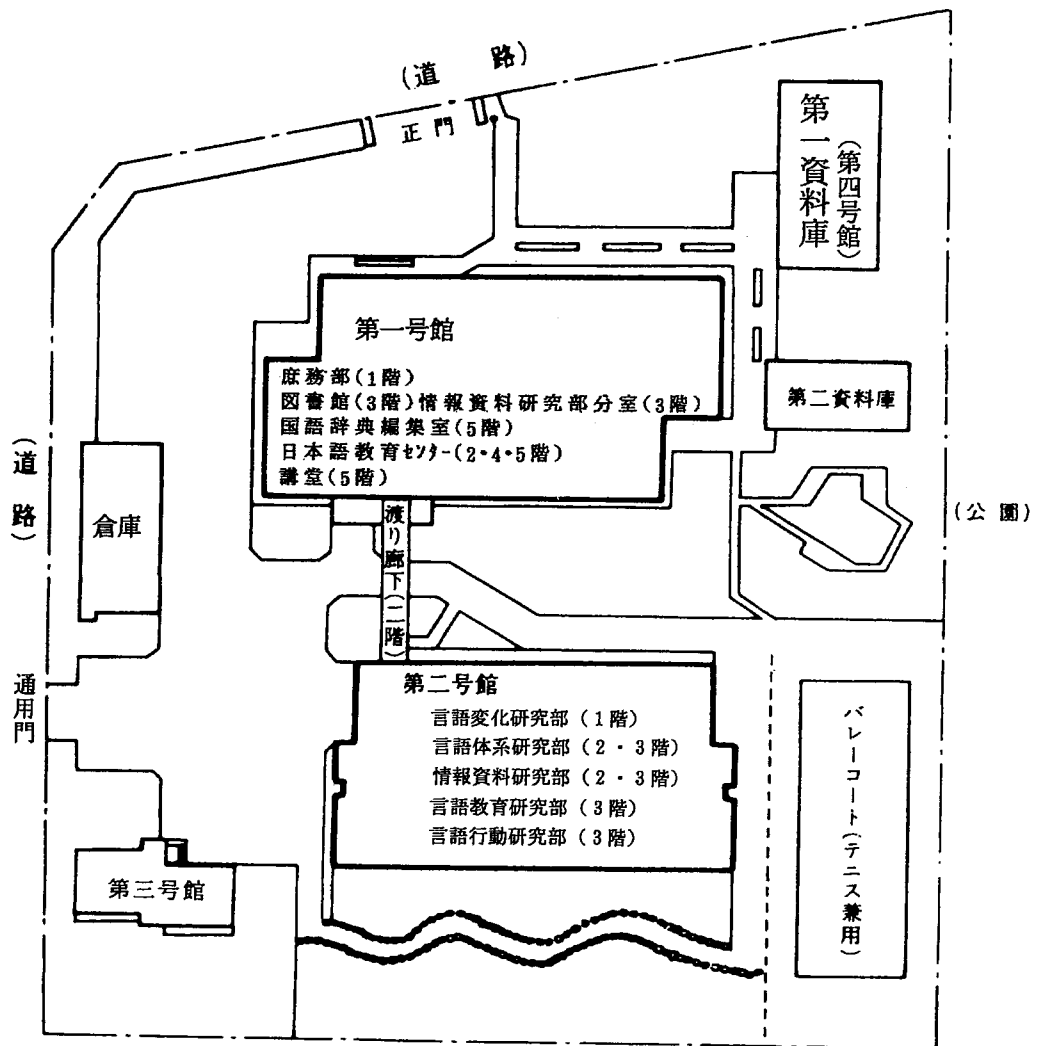 (道路)
正門
第一資料庫
(第四号館)
第一号館
庶務部(1階)
図書館(3階)情報資料研究部分室(3階)
国語辞典編集室(5階)
日本語教育センター(2・4・5階)
講堂(5階)
第二資料庫
(道路)
倉庫
渡り廊下(二階)
(公園)
通用門
第二号館
言語変化研究部(1階)
言語体系研究部(2・3階)
情報資料研究部(2・3階)
言語教育研究部(3階)
言語行動研究部(3階)
バレーコート(テニス兼用)
第三号館